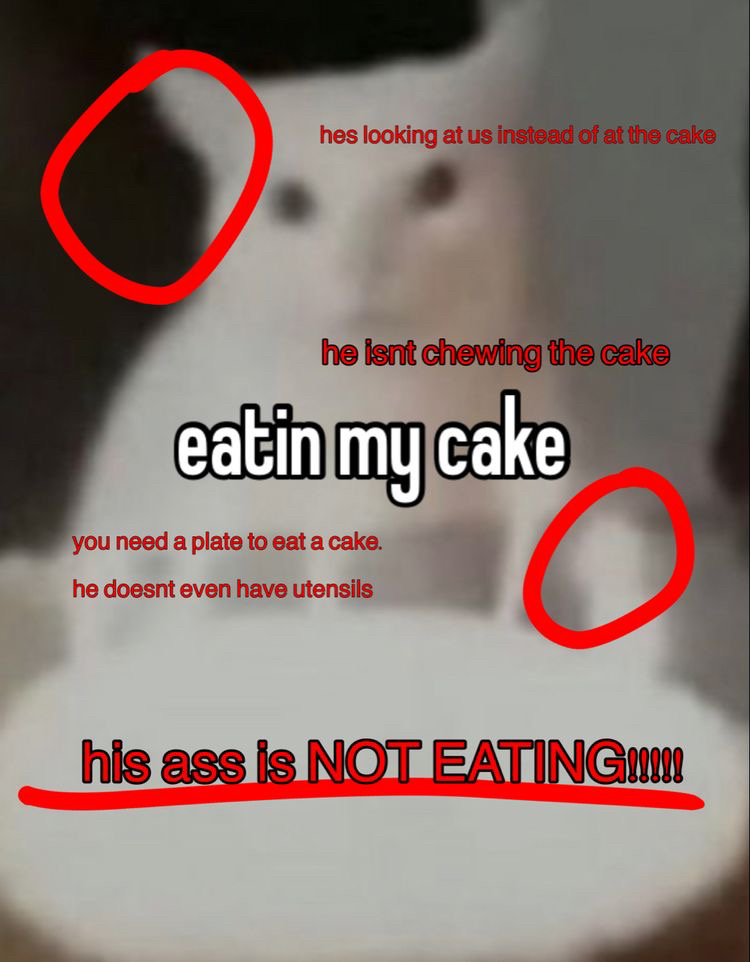 hes looking at us instead of at the cake
he isnt chewing the cake
eatin my cake
you need a plate to eat a cake.
he doesnt even have utensils
his ass is NOT EATING!!!!!